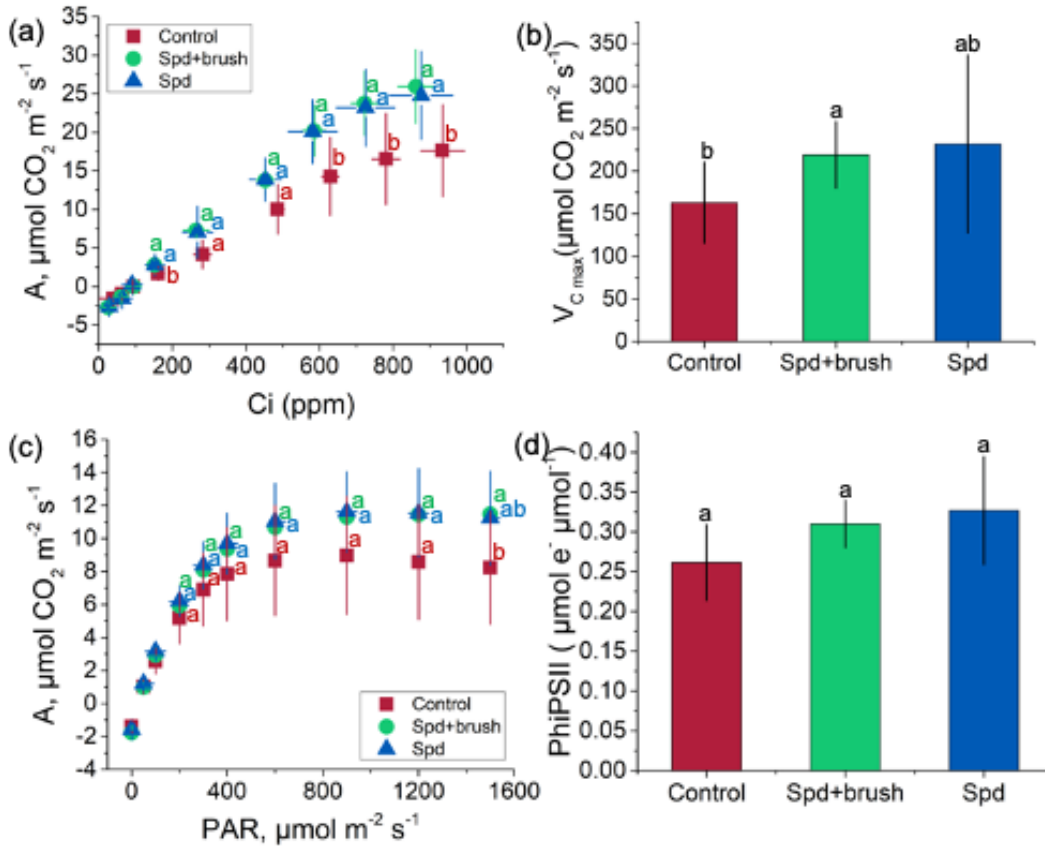 (a)
Control
Spd+brush
Spd
A, µmol CO2 m-2 s-1
35
30
25
20
15
10
5
0
-5
0 200 400 600 800 1000
Ci (ppm)
a a a a a a a
a a a a a a a
b a a b b b
(b)
VC max(µmol CO2 m-2 s-1)
350
300
250
200
150
100
50
0
b a ab
Control Spd+brush Spd
(c)
A, µmol CO2 m-2 s-1
16
14
12
10
8
6
4
2
0
-2
-4
a a a a a a a
a a a a a a ab
a a a a a a b
Control
Spd+brush
Spd
0 400 800 1200 1600
PAR, µmol m-2 s-1
(d)
PhiPSII ( µmol e- µmol-1)
0.40
0.35
0.30
0.25
0.20
0.15
0.10
0.05
0.00
a a a
Control Spd+brush Spd